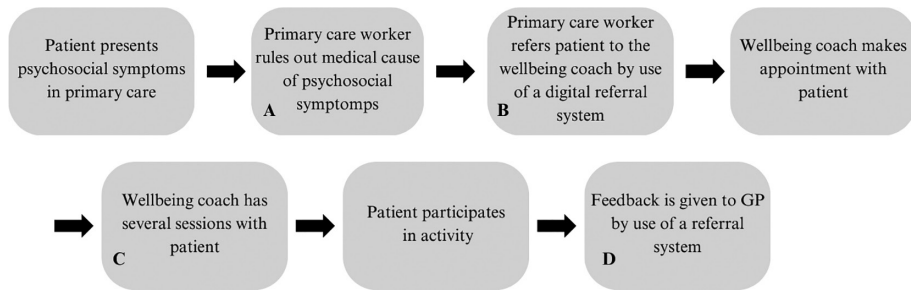 Patient presents
psychosocial symptoms
in primary care
Primary care worker
rules out medical cause
of psychosocial
symptomps
A
Primary care worker
refers patient to the
wellbeing coach by use
of a digital referral
system
B
Wellbeing coach makes
appointment with
patient
Wellbeing coach has
several sessions with
patient
C
Patient participates
in activity
Feedback is given to GP
by use of a referral
system
D